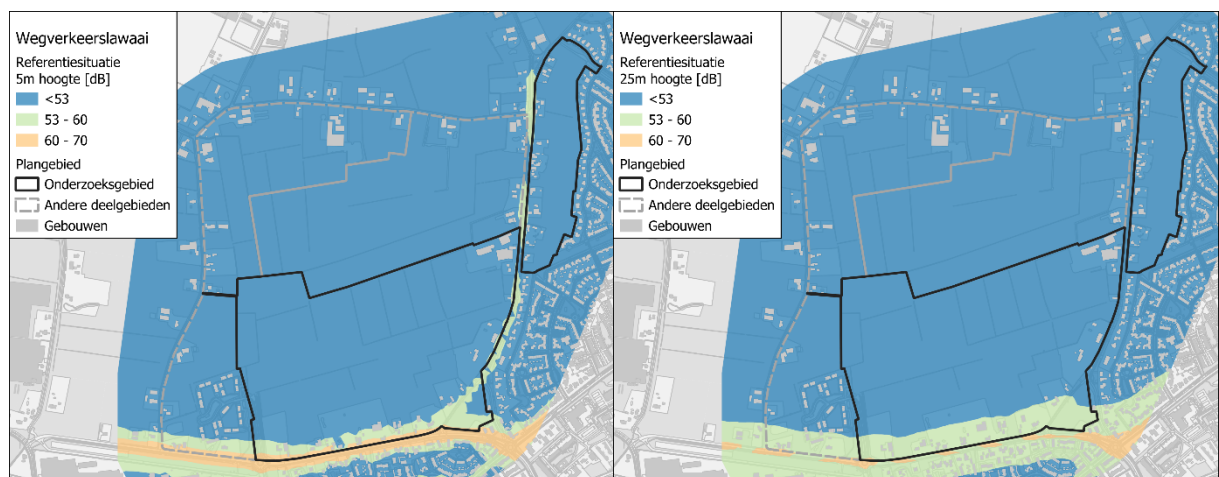 Wegverkeerslawaai
Referentiesituatie
5m hoogte [dB]
<53
53 - 60
60 - 70
Plangebied
Onderzoeksgebied
Andere deelgebieden
Gebouwen
Wegverkeerslawaai
Referentiesituatie
25m hoogte [dB]
<53
53 - 60
60 - 70
Plangebied
Onderzoeksgebied
Andere deelgebieden
Gebouwen